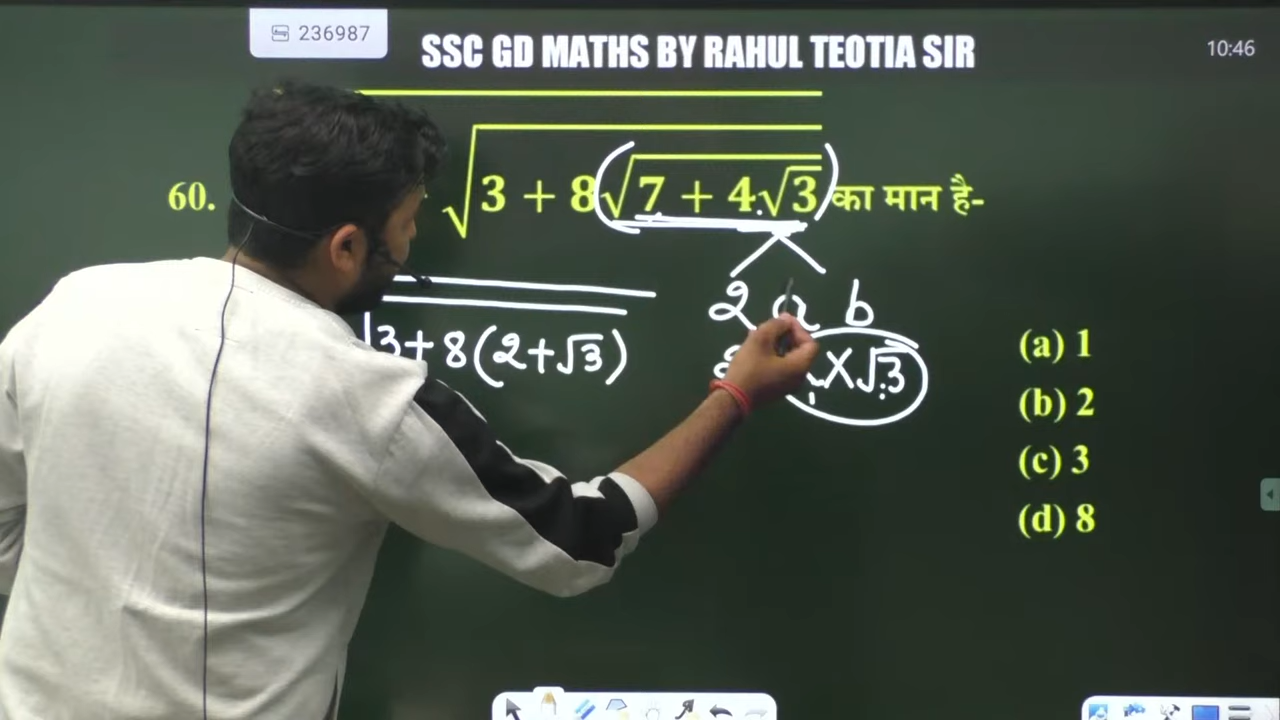 236987
SSC GD MATHS BY RAHUL TEOTIA SIR
10:46
60. √3 + 8(√7 + 4√3) का मान है-
2 a b
√3+8(2+√3)
X√3
(a) 1
(b) 2
(c) 3
(d) 8